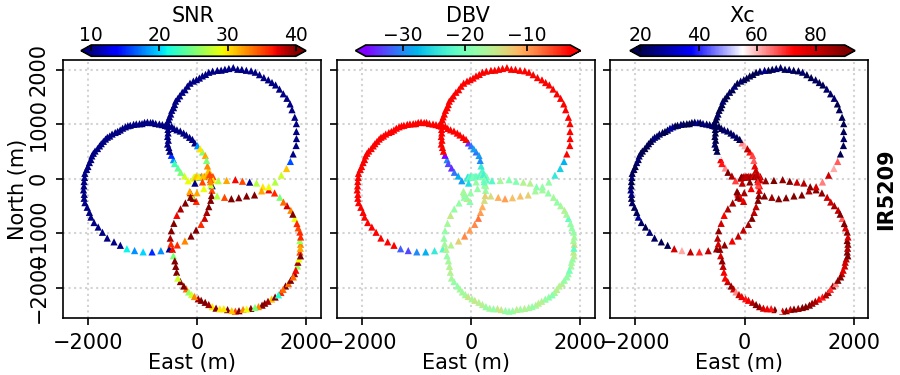 SNR DBV Xc
10 20 30 40 −30 −20 −10 20 40 60 80
2000
1000
0
−1000
−2000
North (m)
IR5209
−2000 0 2000 −2000 0 2000 −2000 0 2000
East (m) East (m) East (m)